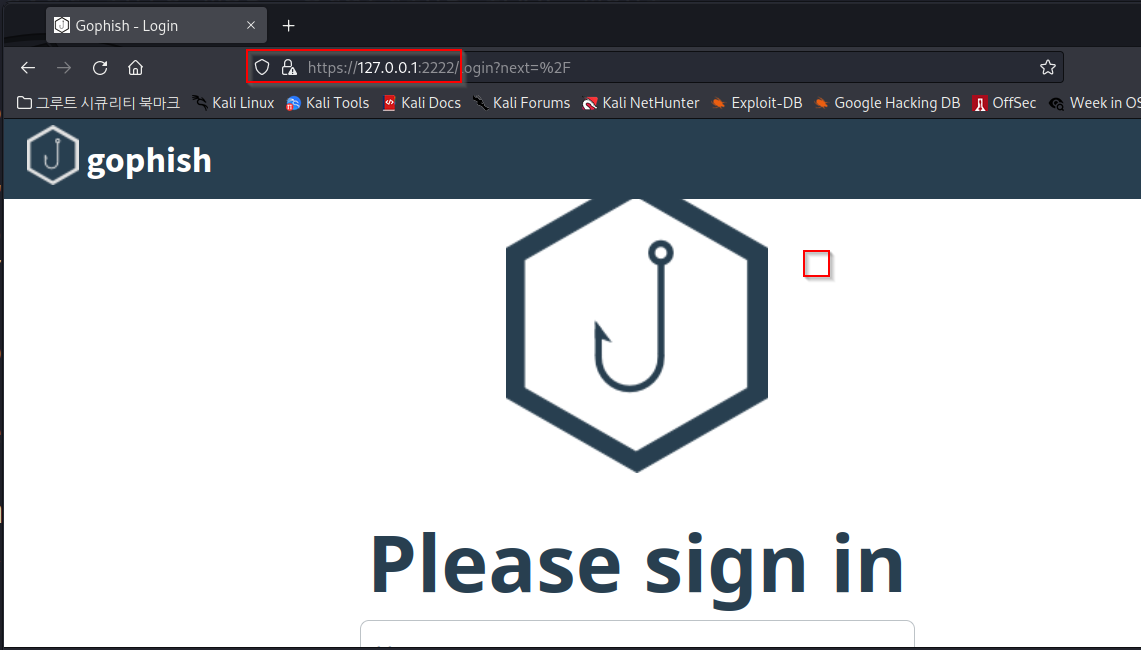 Gophish - Login
https://127.0.0.1:2222/login?next=%2F
그루트 시큐리티 북마크 Kali Linux Kali Tools Kali Docs Kali Forums Kali NetHunter Exploit-DB Google Hacking DB OffSec Week in OS
gophish
Please sign in